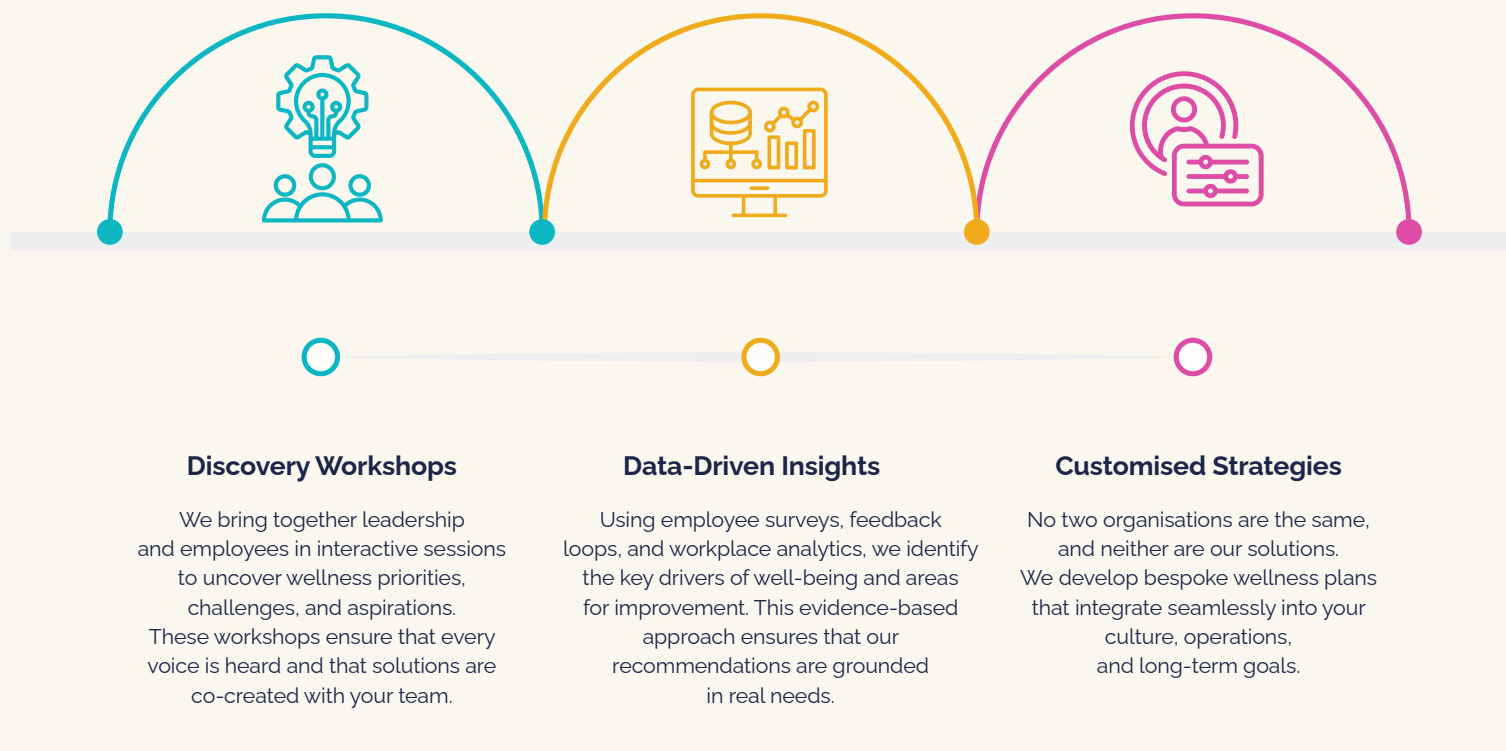 Discovery Workshops
We bring together leadership
and employees in interactive sessions
to uncover wellness priorities,
challenges, and aspirations.
These workshops ensure that every
voice is heard and that solutions are
co-created with your team.
Data-Driven Insights
Using employee surveys, feedback
loops, and workplace analytics, we identify
the key drivers of well-being and areas
for improvement. This evidence-based
approach ensures that our
recommendations are grounded
in real needs.
Customised Strategies
No two organisations are the same,
and neither are our solutions.
We develop bespoke wellness plans
that integrate seamlessly into your
culture, operations,
and long-term goals.